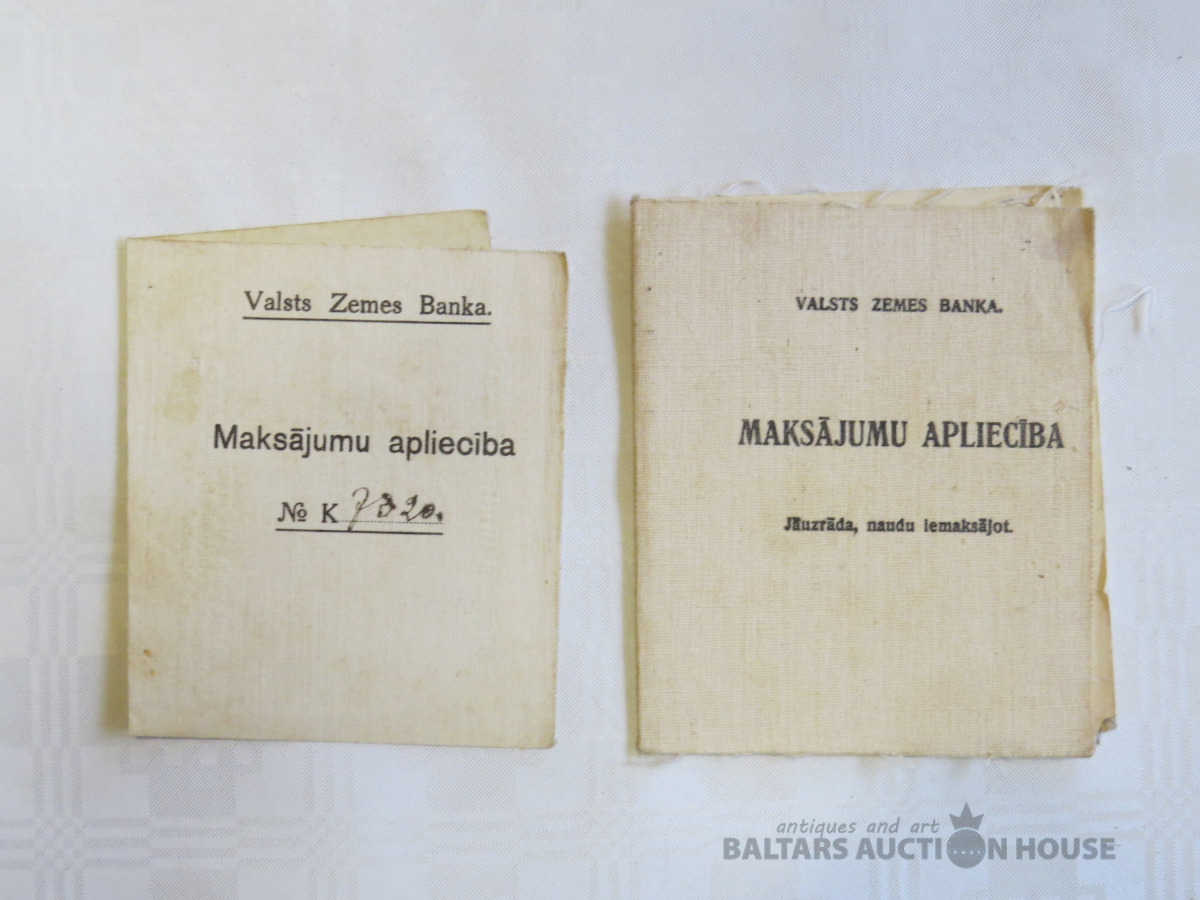 Valsts Zemes Banka.
Maksājumu apliecība
№ K 7320.
VALSTS ZEMES BANKA.
MAKSĀJUMU APLIECĪBA
Jāuzrāda, naudu iemaksājot.
antiques and art
BALTARS AUCTION HOUSE